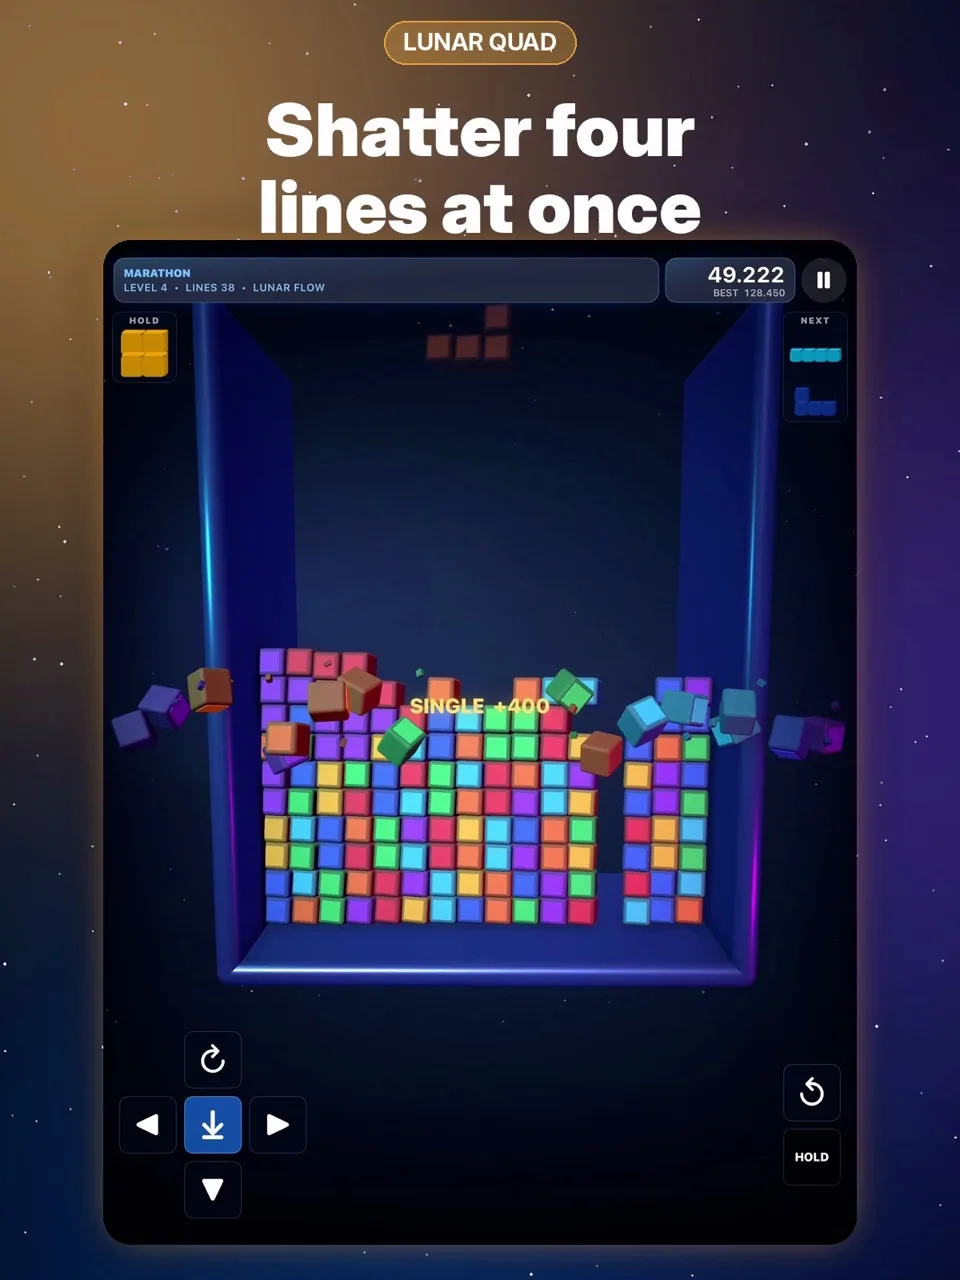 LUNAR QUAD
Shatter four
lines at once
MARATHON
LEVEL 4 • LINES 38 • LUNAR FLOW
49.222
BEST 128.450
HOLD
NEXT
SINGLE +400
HOLD